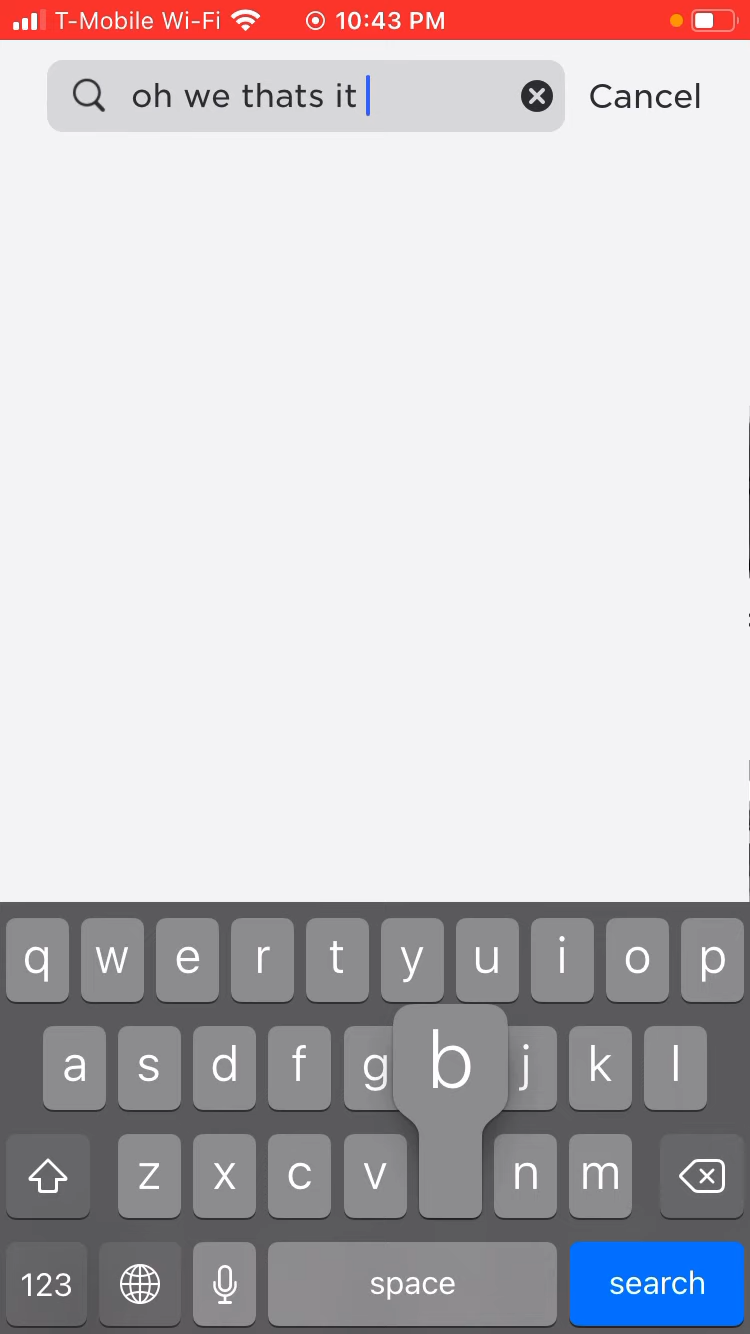 T-Mobile Wi-Fi 10:43 PM
oh we thats it Cancel
q w e r t y u i o p
a s d f g b j k l
z x c v n m
123 space search